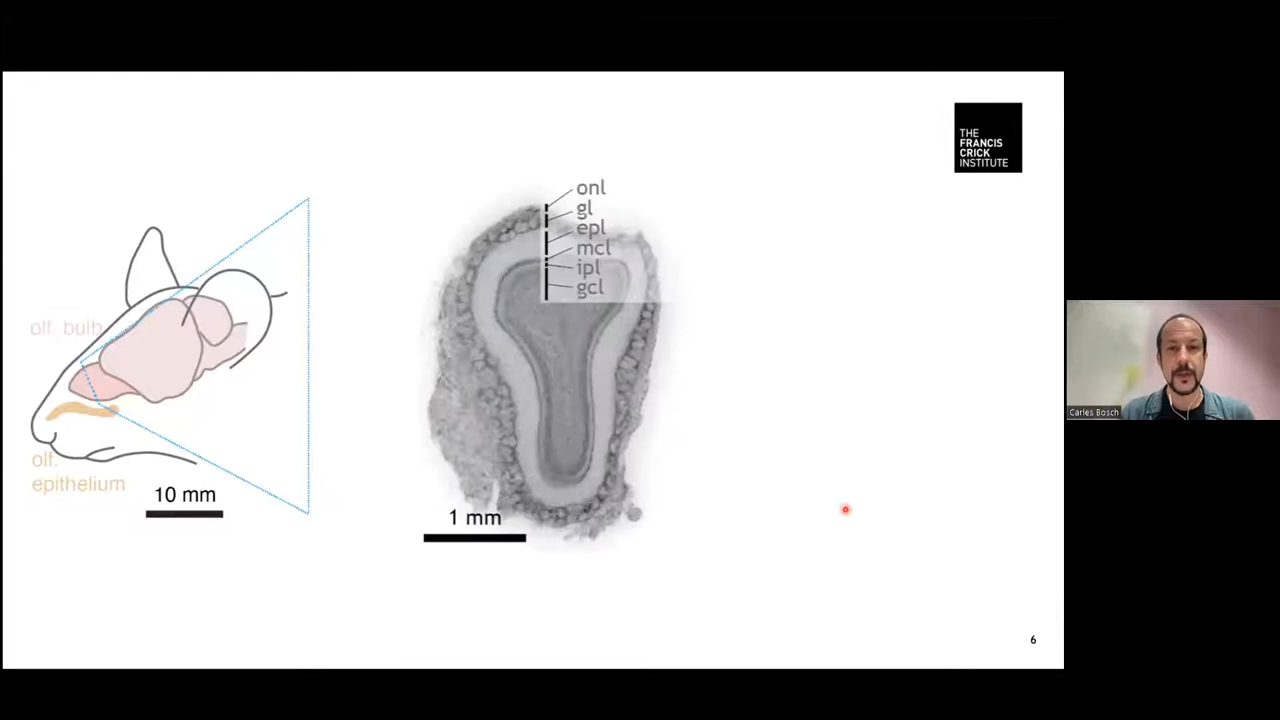 THE
FRANCIS
CRICK
INSTITUTE
olf. bulb
olf.
epithelium
10 mm
onl
gl
epl
mcl
ipl
gcl
1 mm
Carles Bosch
6